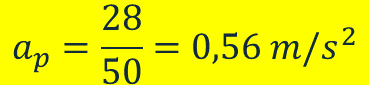 a_p = 28/50 = 0,56 m/s²